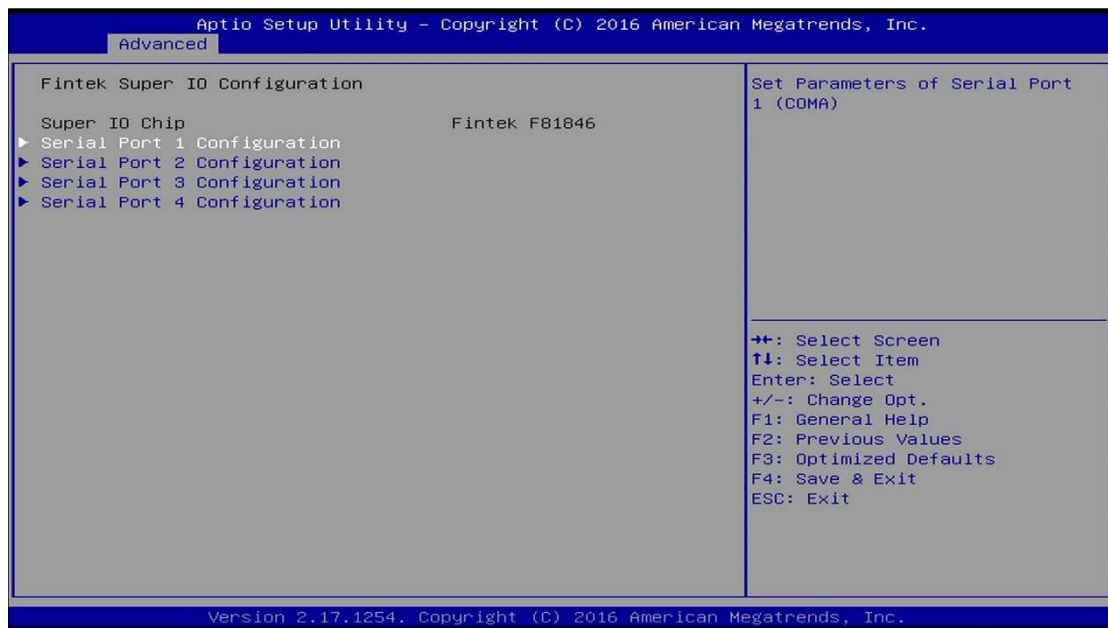 Aptio Setup Utility – Copyright (C) 2016 American Megatrends, Inc.
Advanced
Fintek Super IO Configuration
Super IO Chip Fintek F81846
▶ Serial Port 1 Configuration
▶ Serial Port 2 Configuration
▶ Serial Port 3 Configuration
▶ Serial Port 4 Configuration
Set Parameters of Serial Port
1 (COMA)
→←: Select Screen
↑↓: Select Item
Enter: Select
+/-: Change Opt.
F1: General Help
F2: Previous Values
F3: Optimized Defaults
F4: Save & Exit
ESC: Exit
Version 2.17.1254. Copyright (C) 2016 American Megatrends, Inc.